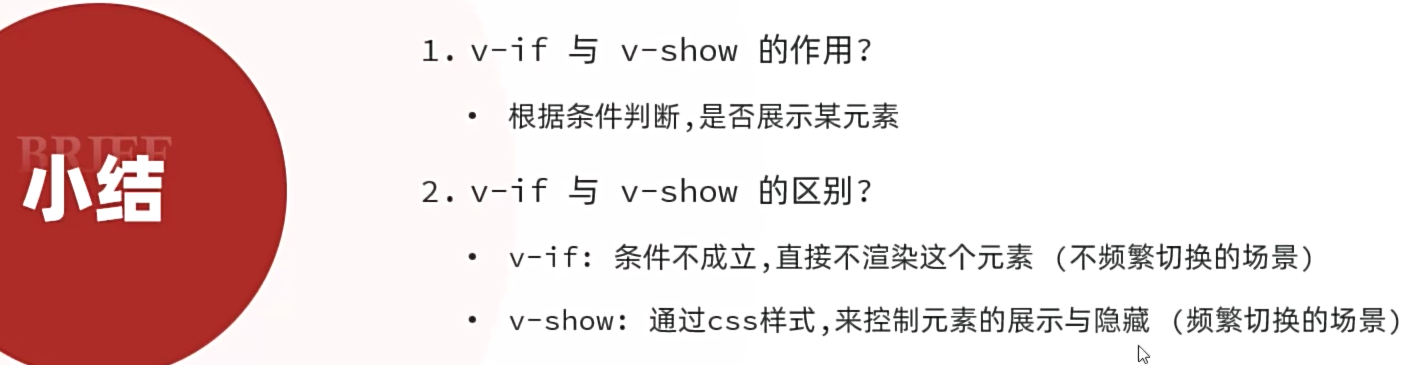 BRIEF
小结
1. v-if 与 v-show 的作用?
• 根据条件判断,是否展示某元素
2. v-if 与 v-show 的区别?
• v-if: 条件不成立,直接不渲染这个元素 (不频繁切换的场景)
• v-show: 通过css样式,来控制元素的展示与隐藏 (频繁切换的场景)